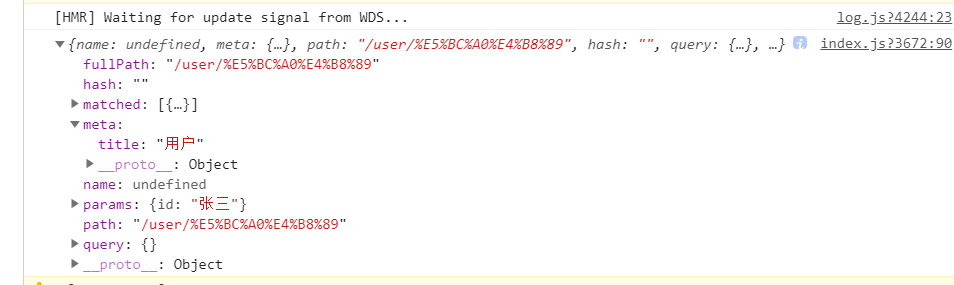 [HMR] Waiting for update signal from WDS... log.js?4244:23
{name: undefined, meta: {…}, path: "/user/%E5%BC%A0%E4%B8%89", hash: "", query: {…}, …} i index.js?3672:90
fullPath: "/user/%E5%BC%A0%E4%B8%89"
hash: ""
matched: [{…}]
meta:
title: "用户"
__proto__: Object
name: undefined
params: {id: "张三"}
path: "/user/%E5%BC%A0%E4%B8%89"
query: {}
__proto__: Object